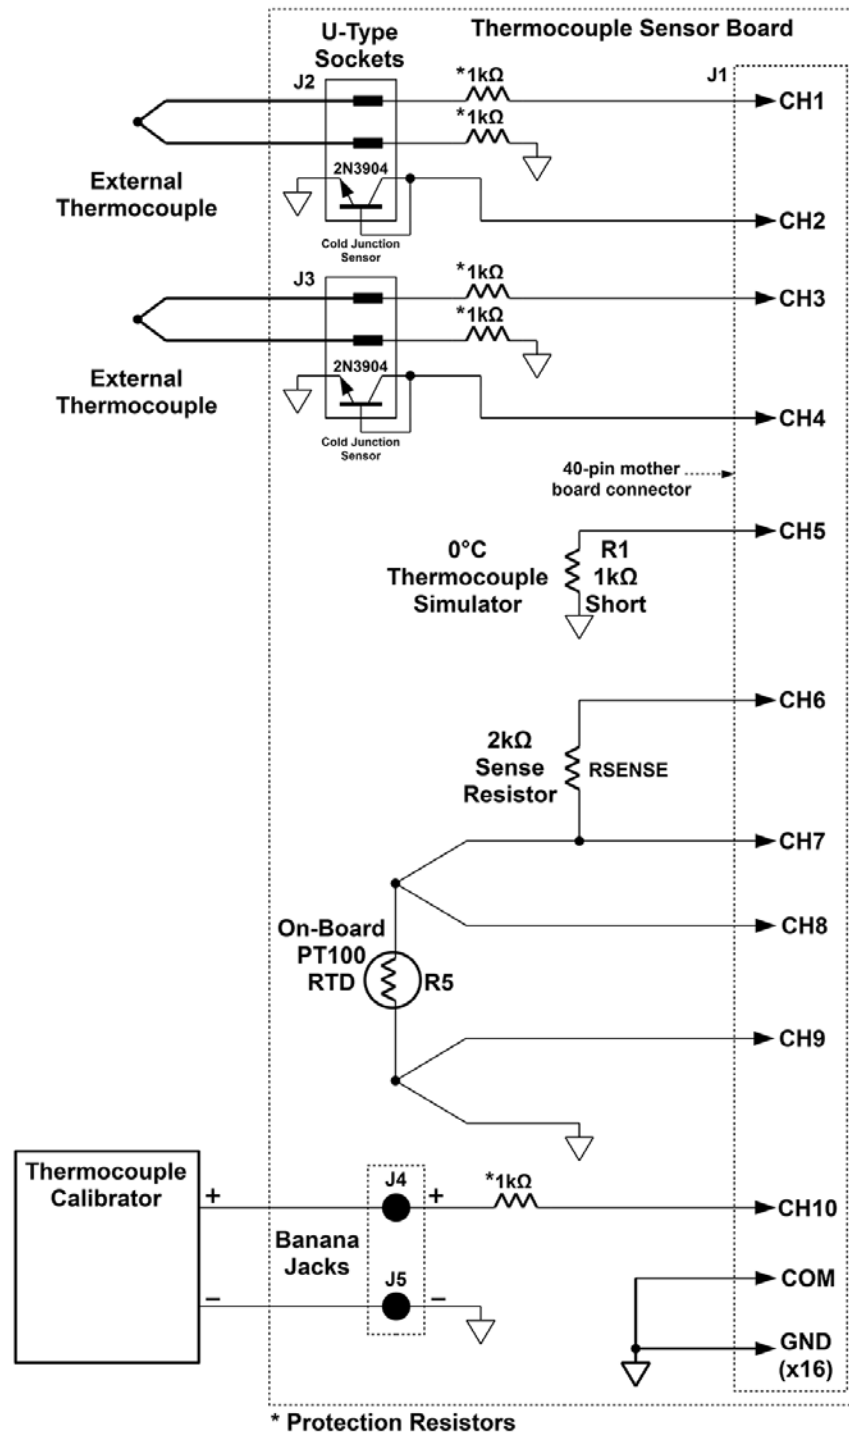 Thermocouple Sensor Board
U-Type
Sockets
J2
*1kΩ
J1
CH1
*1kΩ
2N3904
External
Thermocouple
CH2
Cold Junction
Sensor
J3
*1kΩ
CH3
*1kΩ
2N3904
External
Thermocouple
CH4
Cold Junction
Sensor
40-pin mother
board connector
CH5
0°C
Thermocouple
Simulator
R1
1kΩ
Short
CH6
2kΩ
Sense
Resistor
RSENSE
CH7
CH8
On-Board
PT100
RTD
R5
CH9
Thermocouple
Calibrator
+
J4
+
*1kΩ
CH10
Banana
Jacks
J5
–
–
COM
GND
(x16)
* Protection Resistors